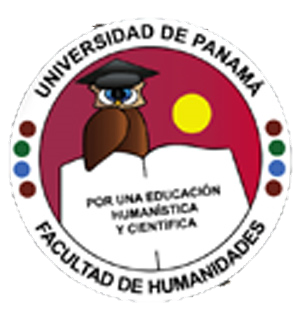 UNIVERSIDAD DE PANAMÁ
POR UNA EDUCACIÓN
HUMANÍSTICA
Y CIENTÍFICA
FACULTAD DE HUMANIDADES